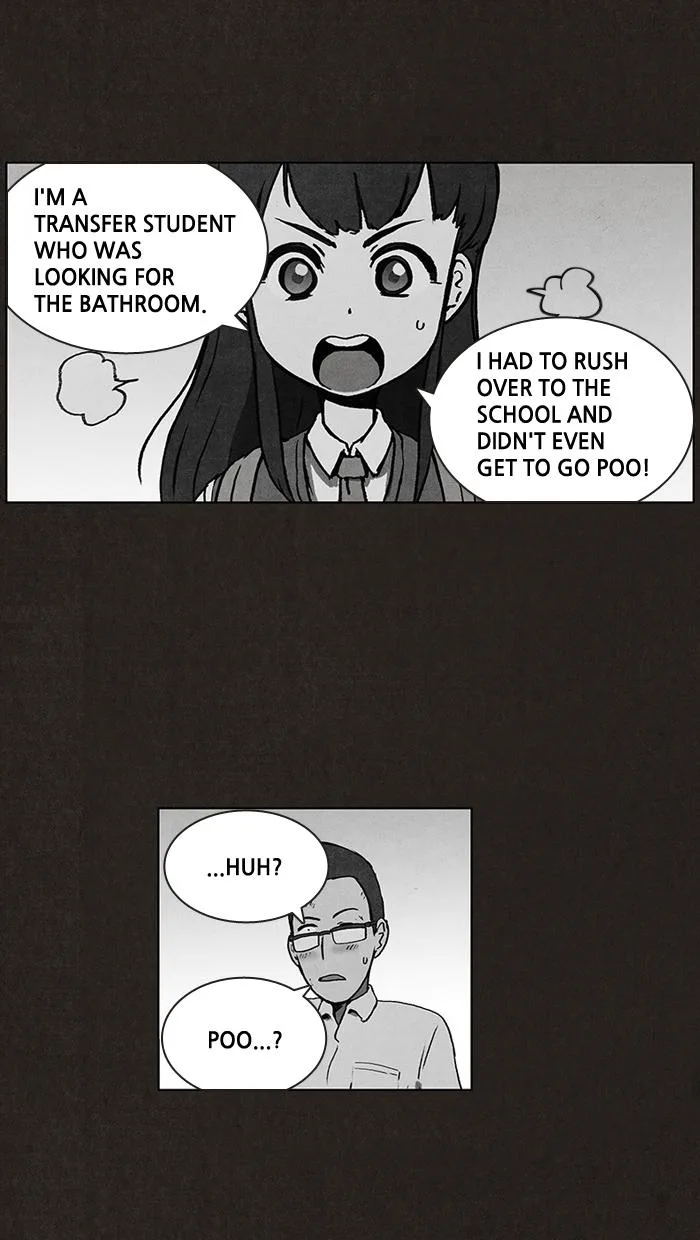 I'M A
TRANSFER STUDENT
WHO WAS
LOOKING FOR
THE BATHROOM.
I HAD TO RUSH
OVER TO THE
SCHOOL AND
DIDN'T EVEN
GET TO GO POO!
...HUH?
POO...?